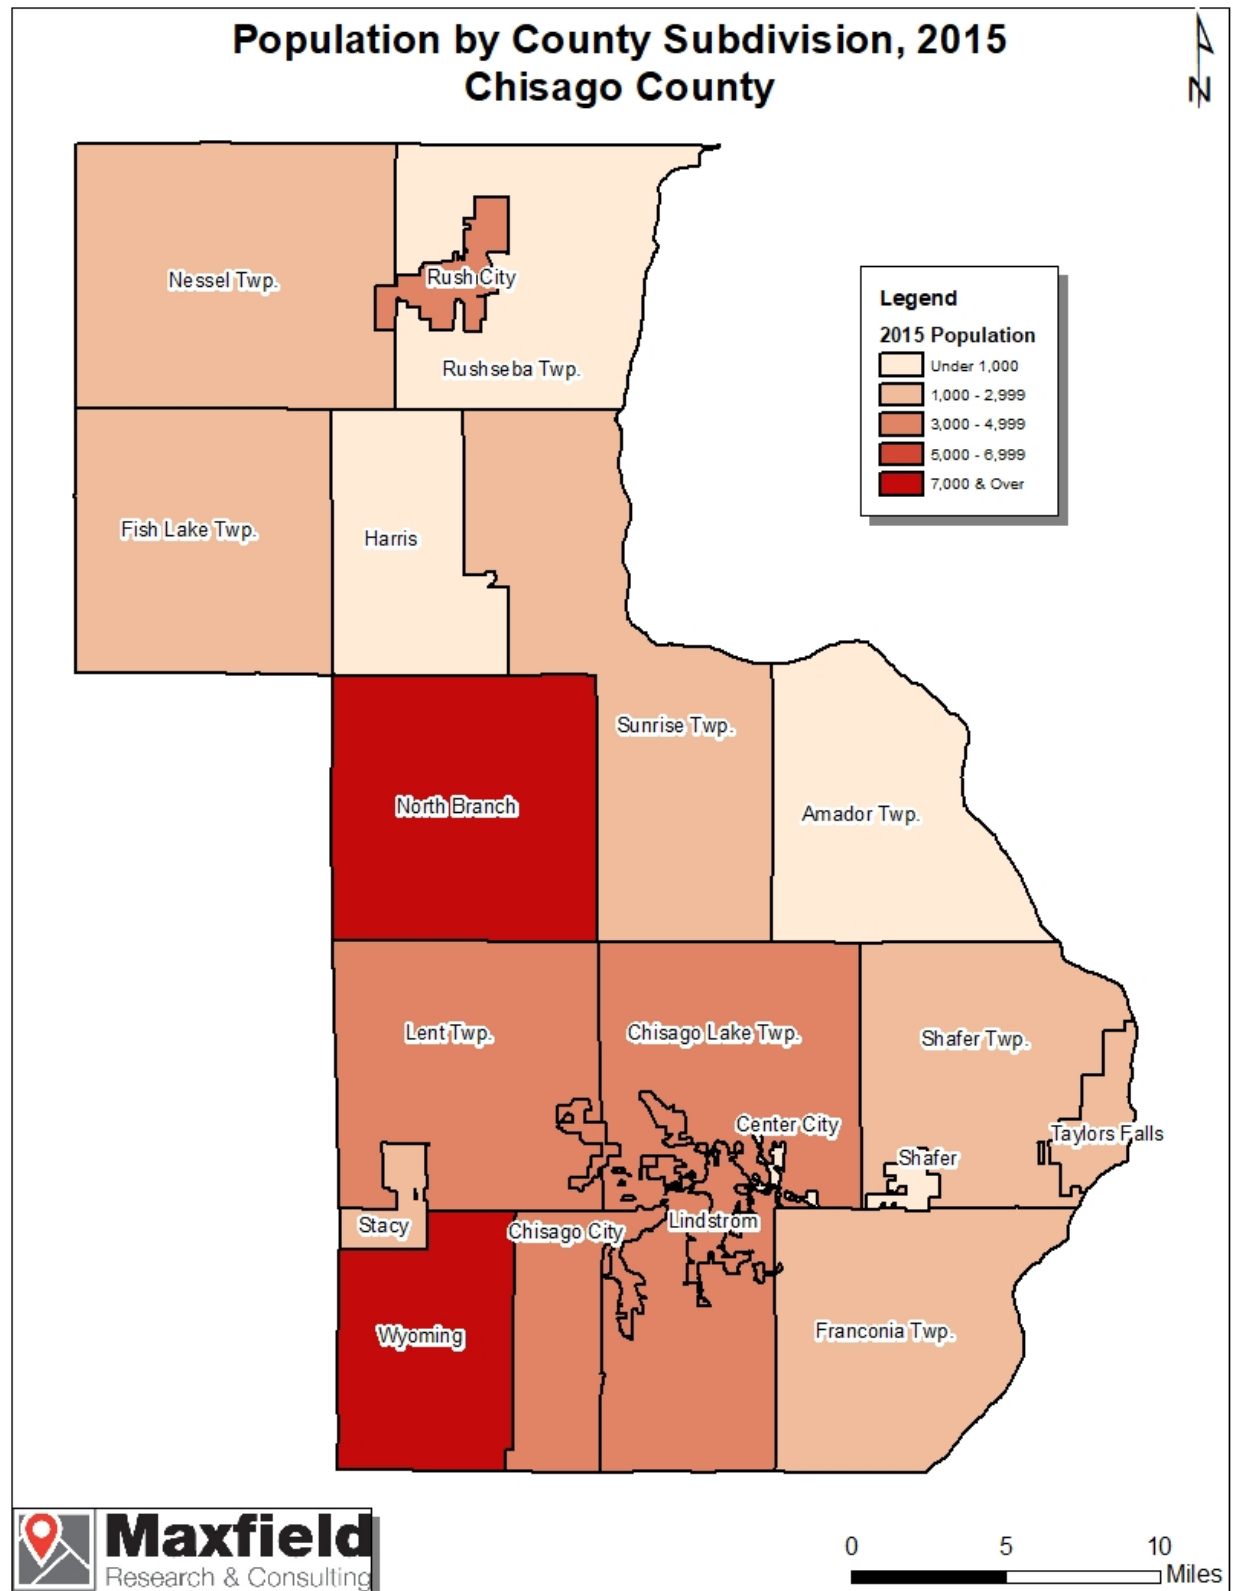 Population by County Subdivision, 2015
Chisago County
N
Nessel Twp.
Rush City
Rushseba Twp.
Legend
2015 Population
Under 1,000
1,000 - 2,999
3,000 - 4,999
5,000 - 6,999
7,000 & Over
Fish Lake Twp.
Harris
Sunrise Twp.
North Branch
Amador Twp.
Lent Twp.
Chisago Lake Twp.
Shafer Twp.
Center City
Taylors Falls
Shafer
Stacy
Chisago City
Lindstrom
Wyoming
Franconia Twp.
Maxfield
Research & Consulting
0 5 10
Miles